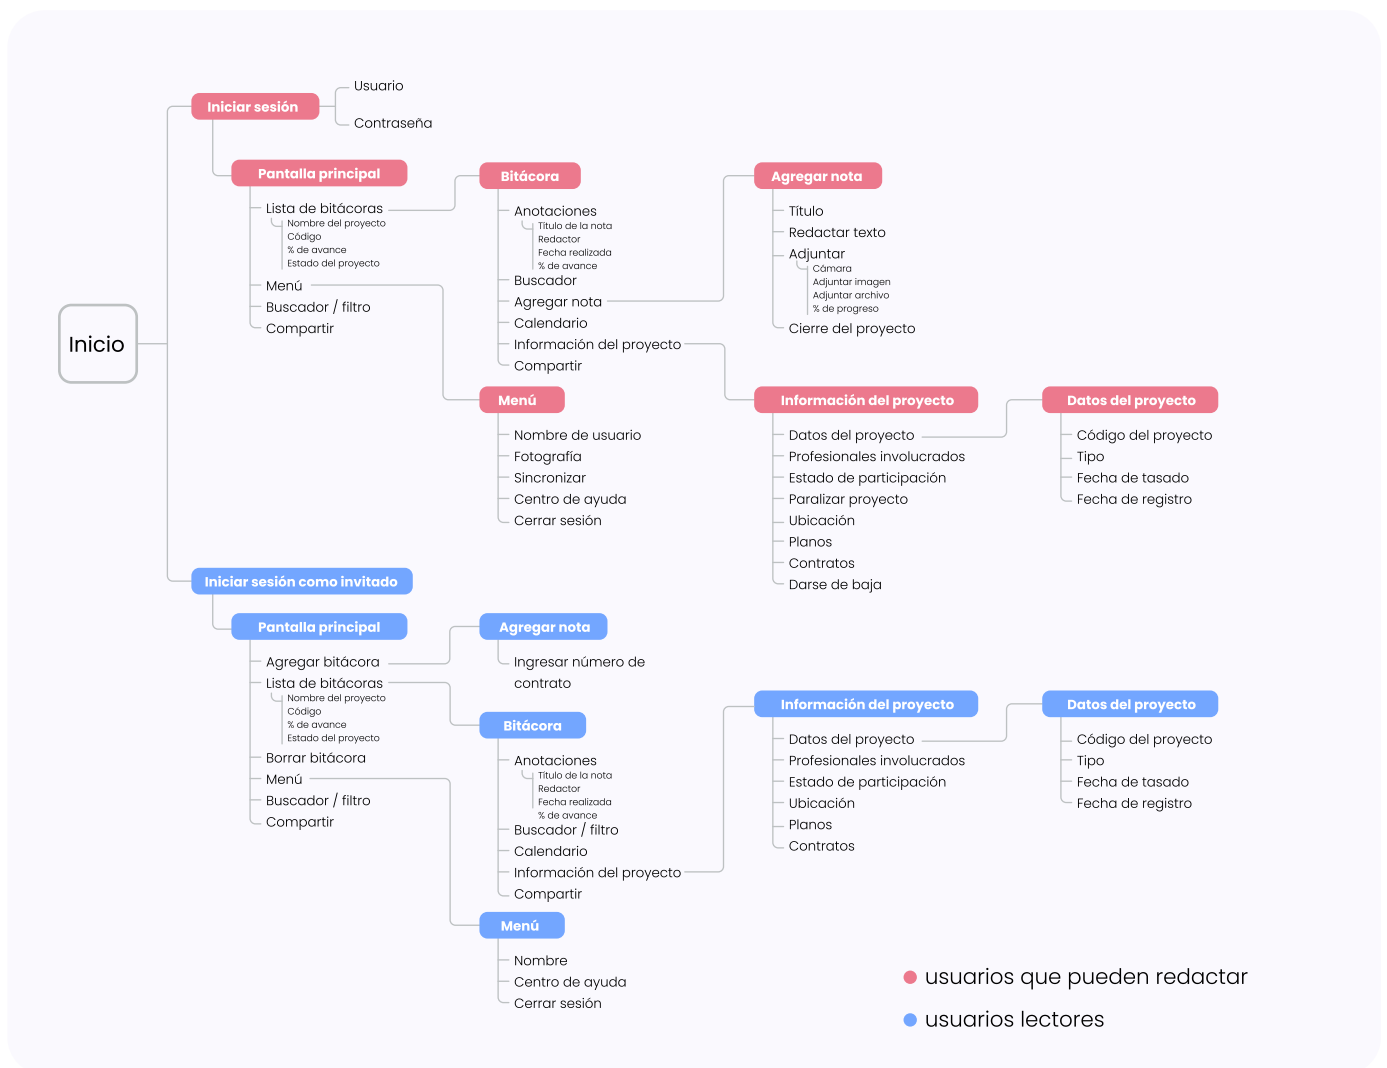 Inicio
Iniciar sesión
Usuario
Contraseña
Pantalla principal
Lista de bitácoras
Nombre del proyecto
Código
% de avance
Estado del proyecto
Menú
Buscador / filtro
Compartir
Bitácora
Anotaciones
Título de la nota
Redactor
Fecha realizada
% de avance
Buscador
Agregar nota
Calendario
Información del proyecto
Compartir
Agregar nota
Título
Redactar texto
Adjuntar
Cámara
Adjuntar imagen
Adjuntar archivo
% de progreso
Cierre del proyecto
Menú
Nombre de usuario
Fotografía
Sincronizar
Centro de ayuda
Cerrar sesión
Información del proyecto
Datos del proyecto
Profesionales involucrados
Estado de participación
Paralizar proyecto
Ubicación
Planos
Contratos
Darse de baja
Datos del proyecto
Código del proyecto
Tipo
Fecha de tasado
Fecha de registro
Iniciar sesión como invitado
Pantalla principal
Agregar bitácora
Lista de bitácoras
Nombre del proyecto
Código
% de avance
Estado del proyecto
Borrar bitácora
Menú
Buscador / filtro
Compartir
Agregar nota
Ingresar número de
contrato
Bitácora
Anotaciones
Título de la nota
Redactor
Fecha realizada
% de avance
Buscador / filtro
Calendario
Información del proyecto
Compartir
Menú
Nombre
Centro de ayuda
Cerrar sesión
Información del proyecto
Datos del proyecto
Profesionales involucrados
Estado de participación
Ubicación
Planos
Contratos
Datos del proyecto
Código del proyecto
Tipo
Fecha de tasado
Fecha de registro
usuarios que pueden redactar
usuarios lectores